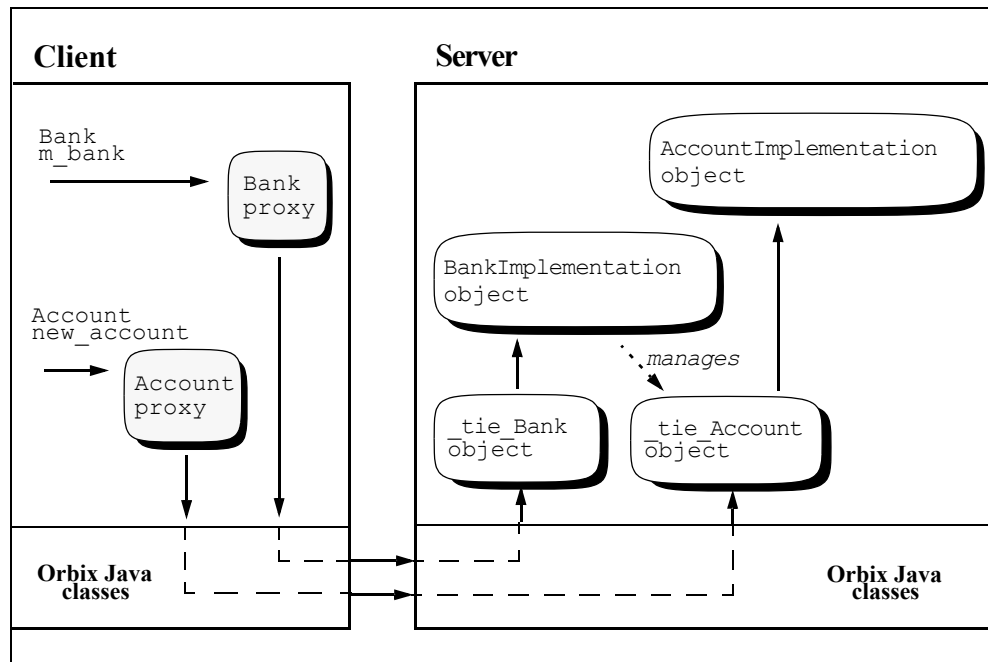 Client
Server
Bank
m_bank
Bank
proxy
AccountImplementation
object
BankImplementation
object
Account
new_account
Account
proxy
manages
_tie_Bank
object
_tie_Account
object
Orbix Java
classes
Orbix Java
classes